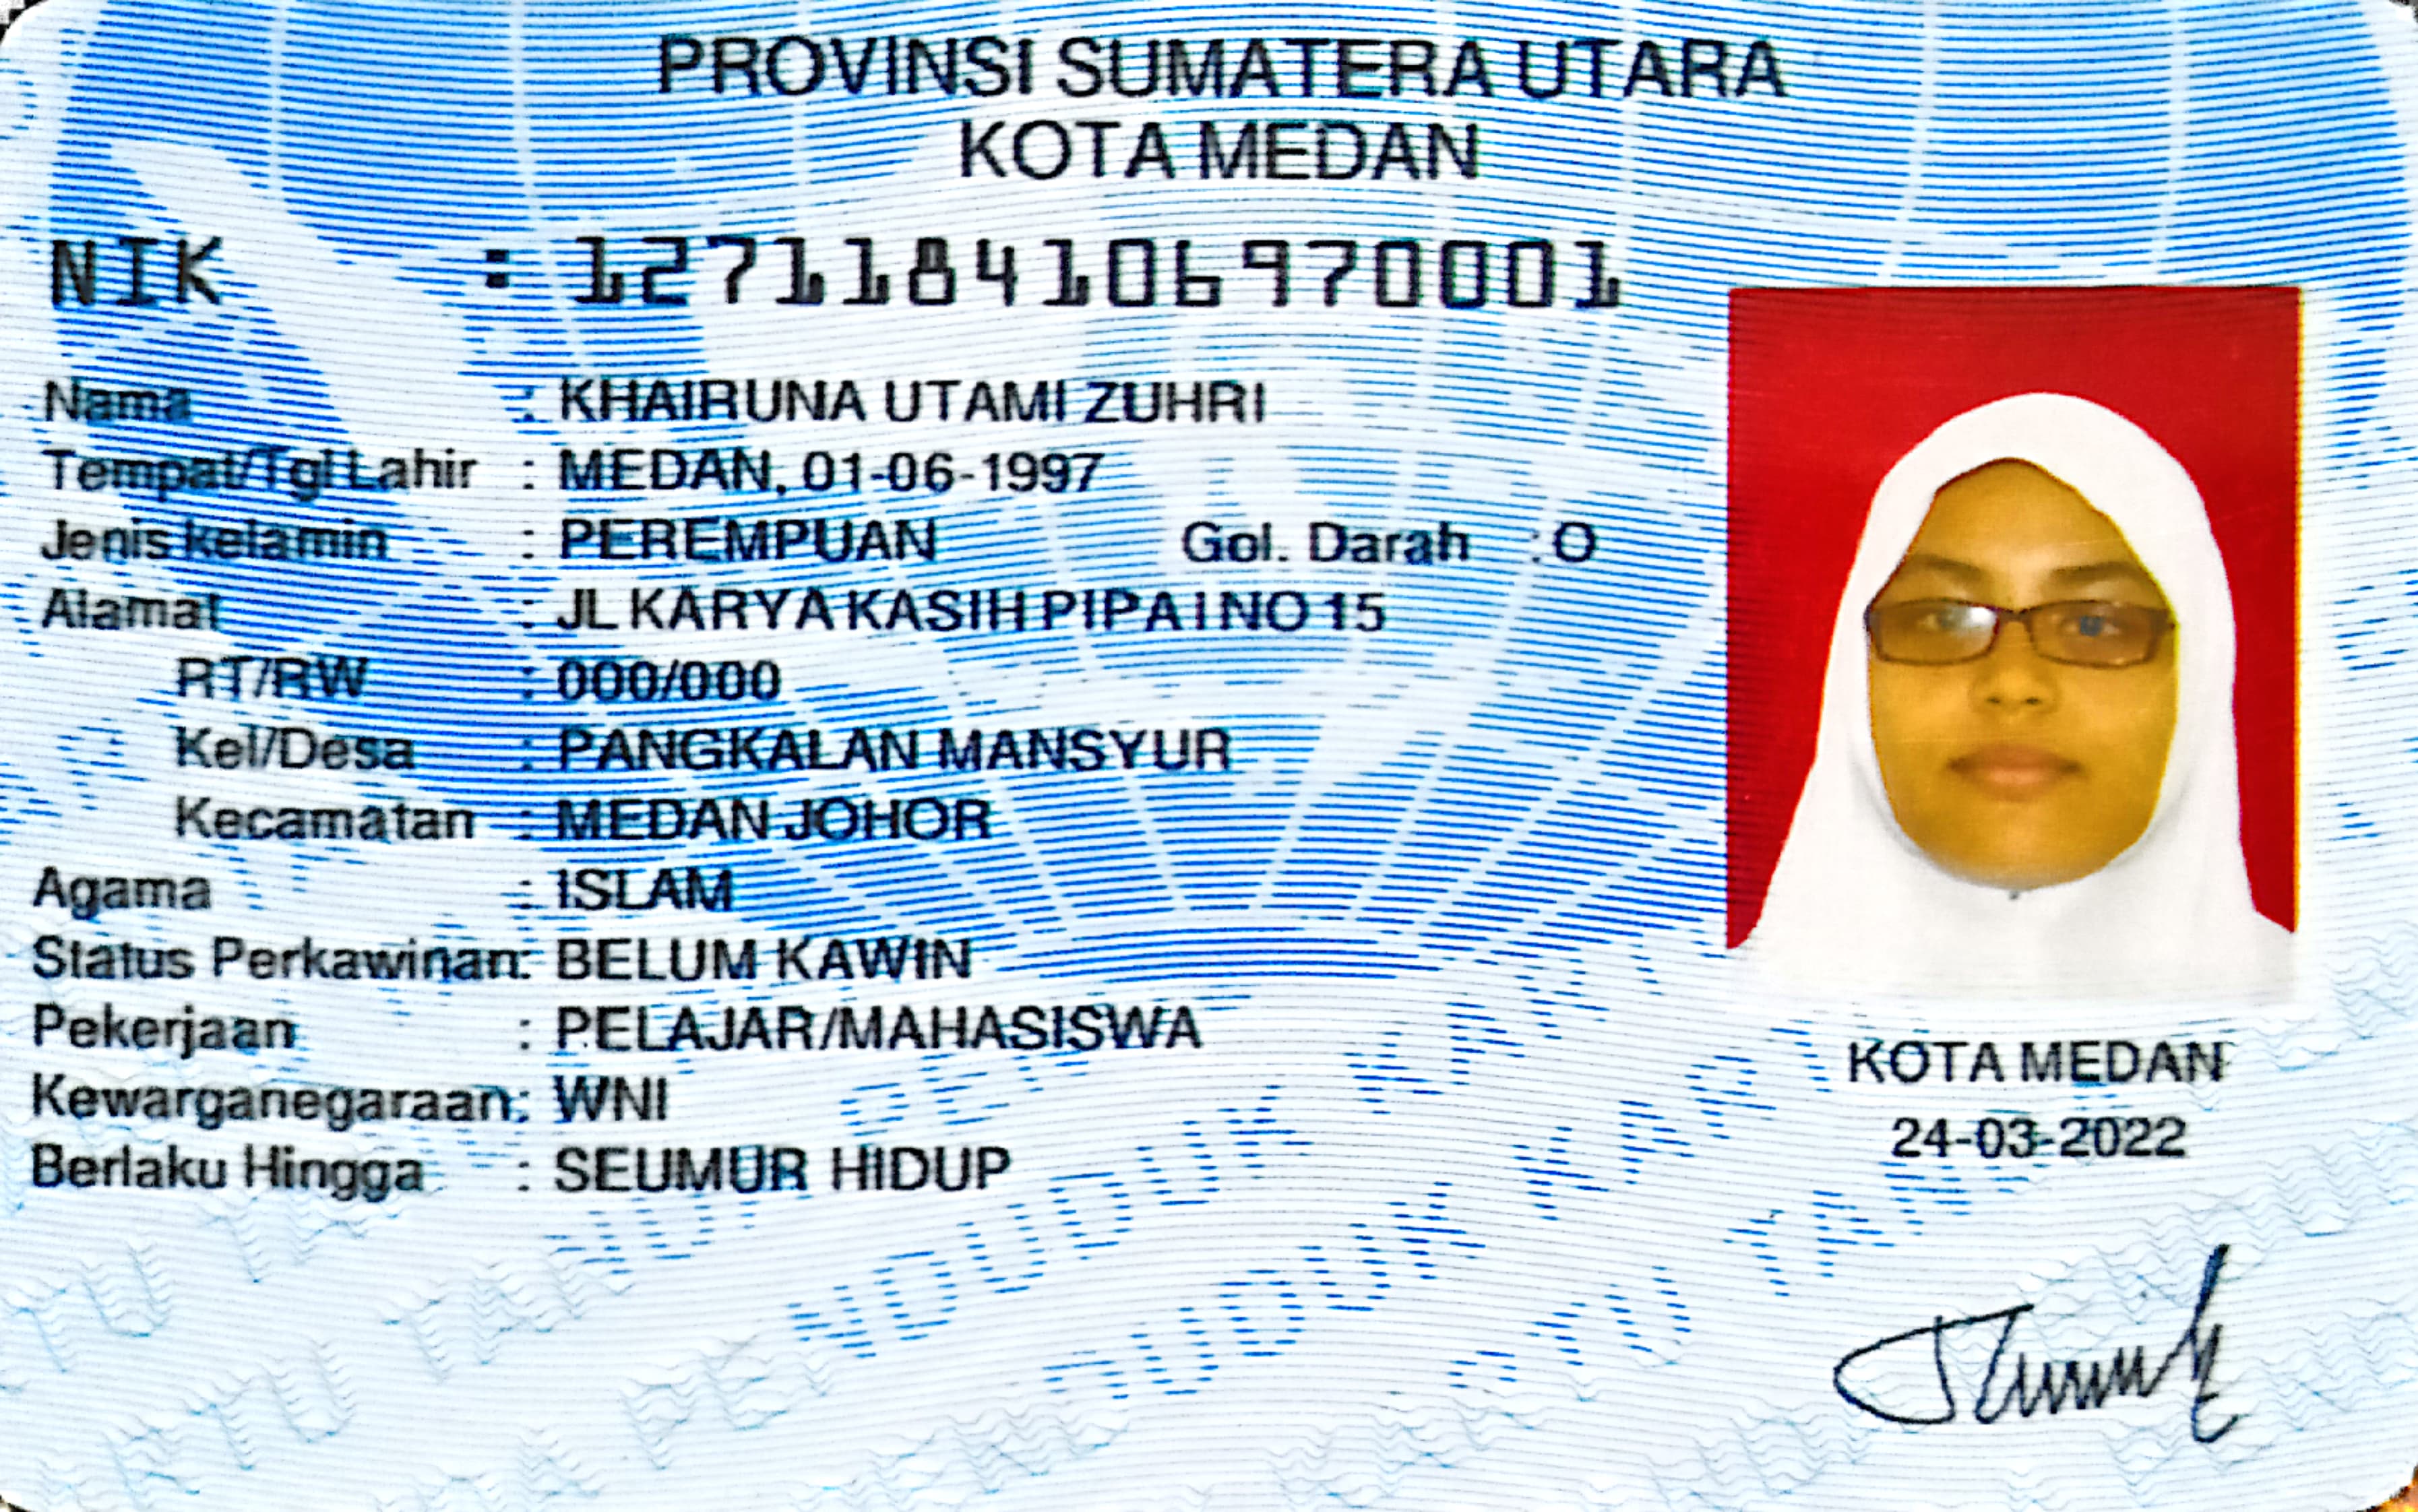 PROVINSI SUMATERA UTARA
KOTA MEDAN
NIK : 1271184106970001
Nama : KHAIRUNA UTAMI ZUHRI
Tempat/Tgl Lahir : MEDAN, 01-06-1997
Jenis kelamin : PEREMPUAN Gol. Darah : O
Alamat : JL KARYA KASIH PIPA I NO 15
RT/RW : 000/000
Kel/Desa : PANGKALAN MANSYUR
Kecamatan : MEDAN JOHOR
Agama : ISLAM
Status Perkawinan: BELUM KAWIN
Pekerjaan : PELAJAR/MAHASISWA
Kewarganegaraan: WNI
Berlaku Hingga : SEUMUR HIDUP
KOTA MEDAN
24-03-2022